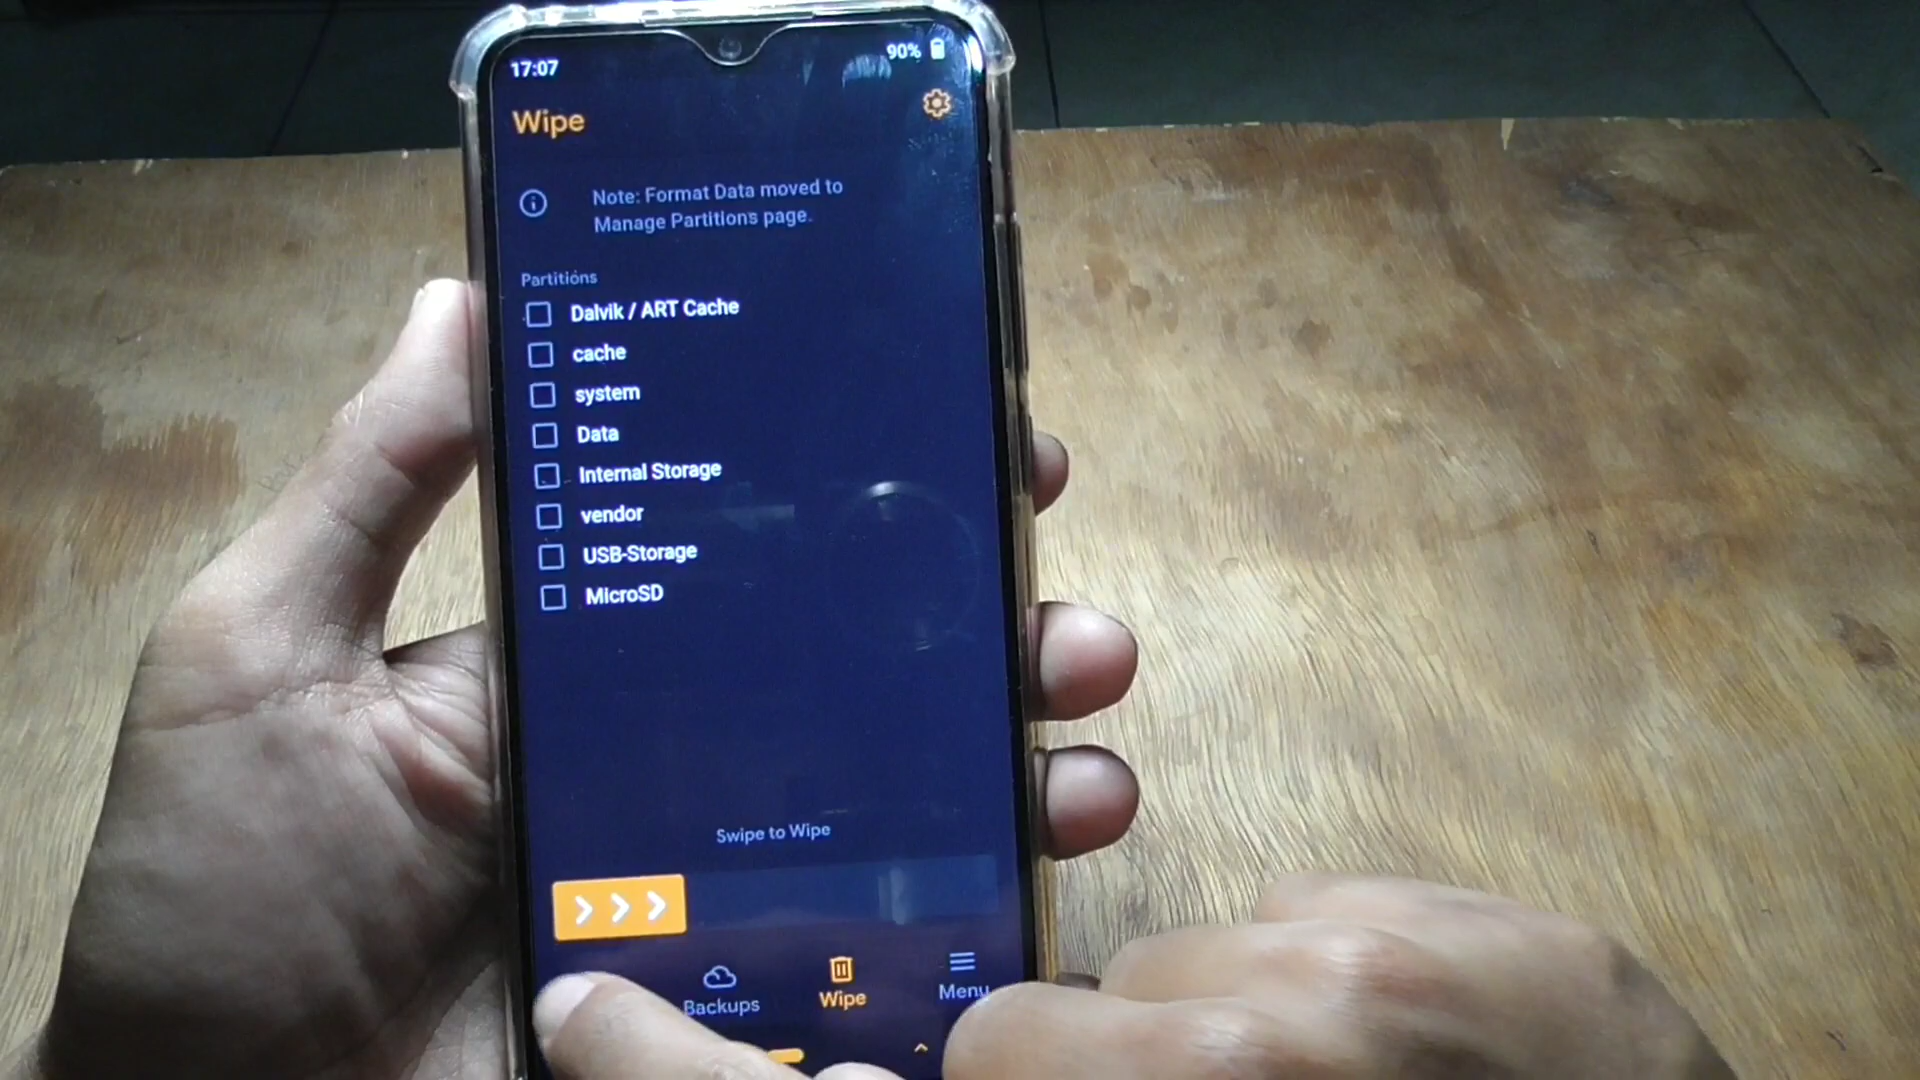 17:07
90%
Wipe
Note: Format Data moved to
Manage Partitions page.
Partitions
Dalvik / ART Cache
cache
system
Data
Internal Storage
vendor
USB-Storage
MicroSD
Swipe to Wipe
Backups
Wipe
Menu